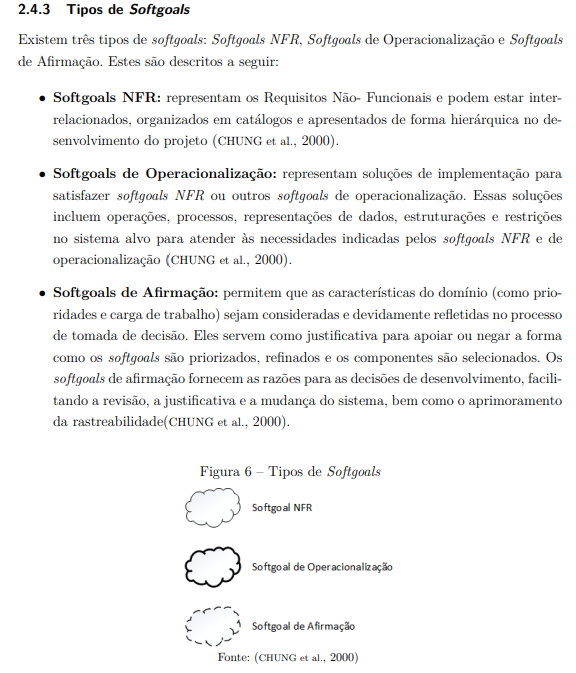 2.4.3 Tipos de Softgoals
Existem três tipos de softgoals: Softgoals NFR, Softgoals de Operacionalização e Softgoals
de Afirmação. Estes são descritos a seguir:
• Softgoals NFR: representam os Requisitos Não- Funcionais e podem estar inter-
relacionados, organizados em catálogos e apresentados de forma hierárquica no de-
senvolvimento do projeto (CHUNG et al., 2000).
• Softgoals de Operacionalização: representam soluções de implementação para
satisfazer softgoals NFR ou outros softgoals de operacionalização. Essas soluções
incluem operações, processos, representações de dados, estruturações e restrições
no sistema alvo para atender às necessidades indicadas pelos softgoals NFR e de
operacionalização (CHUNG et al., 2000).
• Softgoals de Afirmação: permitem que as características do domínio (como prio-
ridades e carga de trabalho) sejam consideradas e devidamente refletidas no processo
de tomada de decisão. Eles servem como justificativa para apoiar ou negar a forma
como os softgoals são priorizados, refinados e os componentes são selecionados. Os
softgoals de afirmação fornecem as razões para as decisões de desenvolvimento, facili-
tando a revisão, a justificativa e a mudança do sistema, bem como o aprimoramento
da rastreabilidade(CHUNG et al., 2000).
Figura 6 – Tipos de Softgoals
Softgoal NFR
Softgoal de Operacionalização
Softgoal de Afirmação
Fonte: (CHUNG et al., 2000)